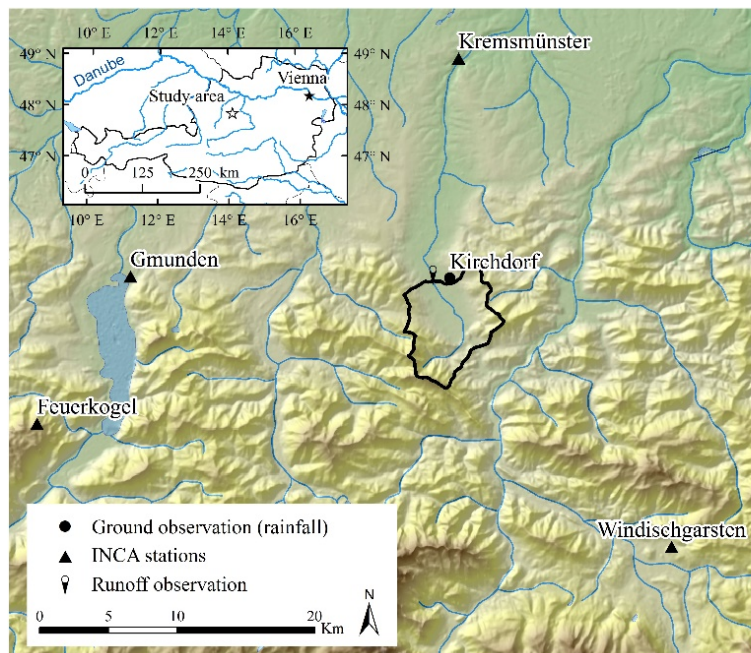 10° E 12° E 14° E 16° E
49° N
48° N
47° N
Danube
Vienna
Study area
0 125 250 km
10° E 12° E 14° E 16° E
49° N
48° N
47° N
Kremsmünster
Gmunden
Kirchdorf
Feuerkogel
Windischgarsten
Ground observation (rainfall)
INCA stations
Runoff observation
N
0 5 10 20
Km